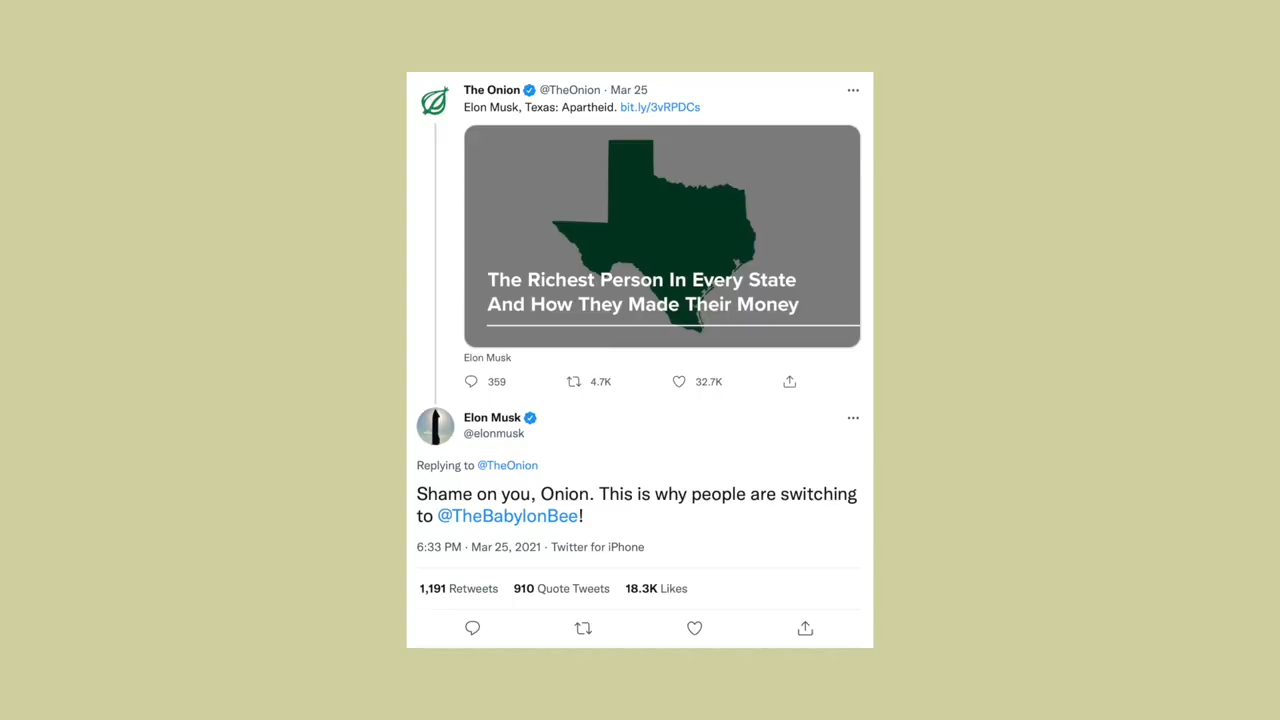 The Onion @TheOnion · Mar 25
Elon Musk, Texas: Apartheid. bit.ly/3vRPDCs
The Richest Person In Every State
And How They Made Their Money
Elon Musk
359 4.7K 32.7K
Elon Musk
@elonmusk
Replying to @TheOnion
Shame on you, Onion. This is why people are switching
to @TheBabylonBee!
6:33 PM · Mar 25, 2021 · Twitter for iPhone
1,191 Retweets 910 Quote Tweets 18.3K Likes